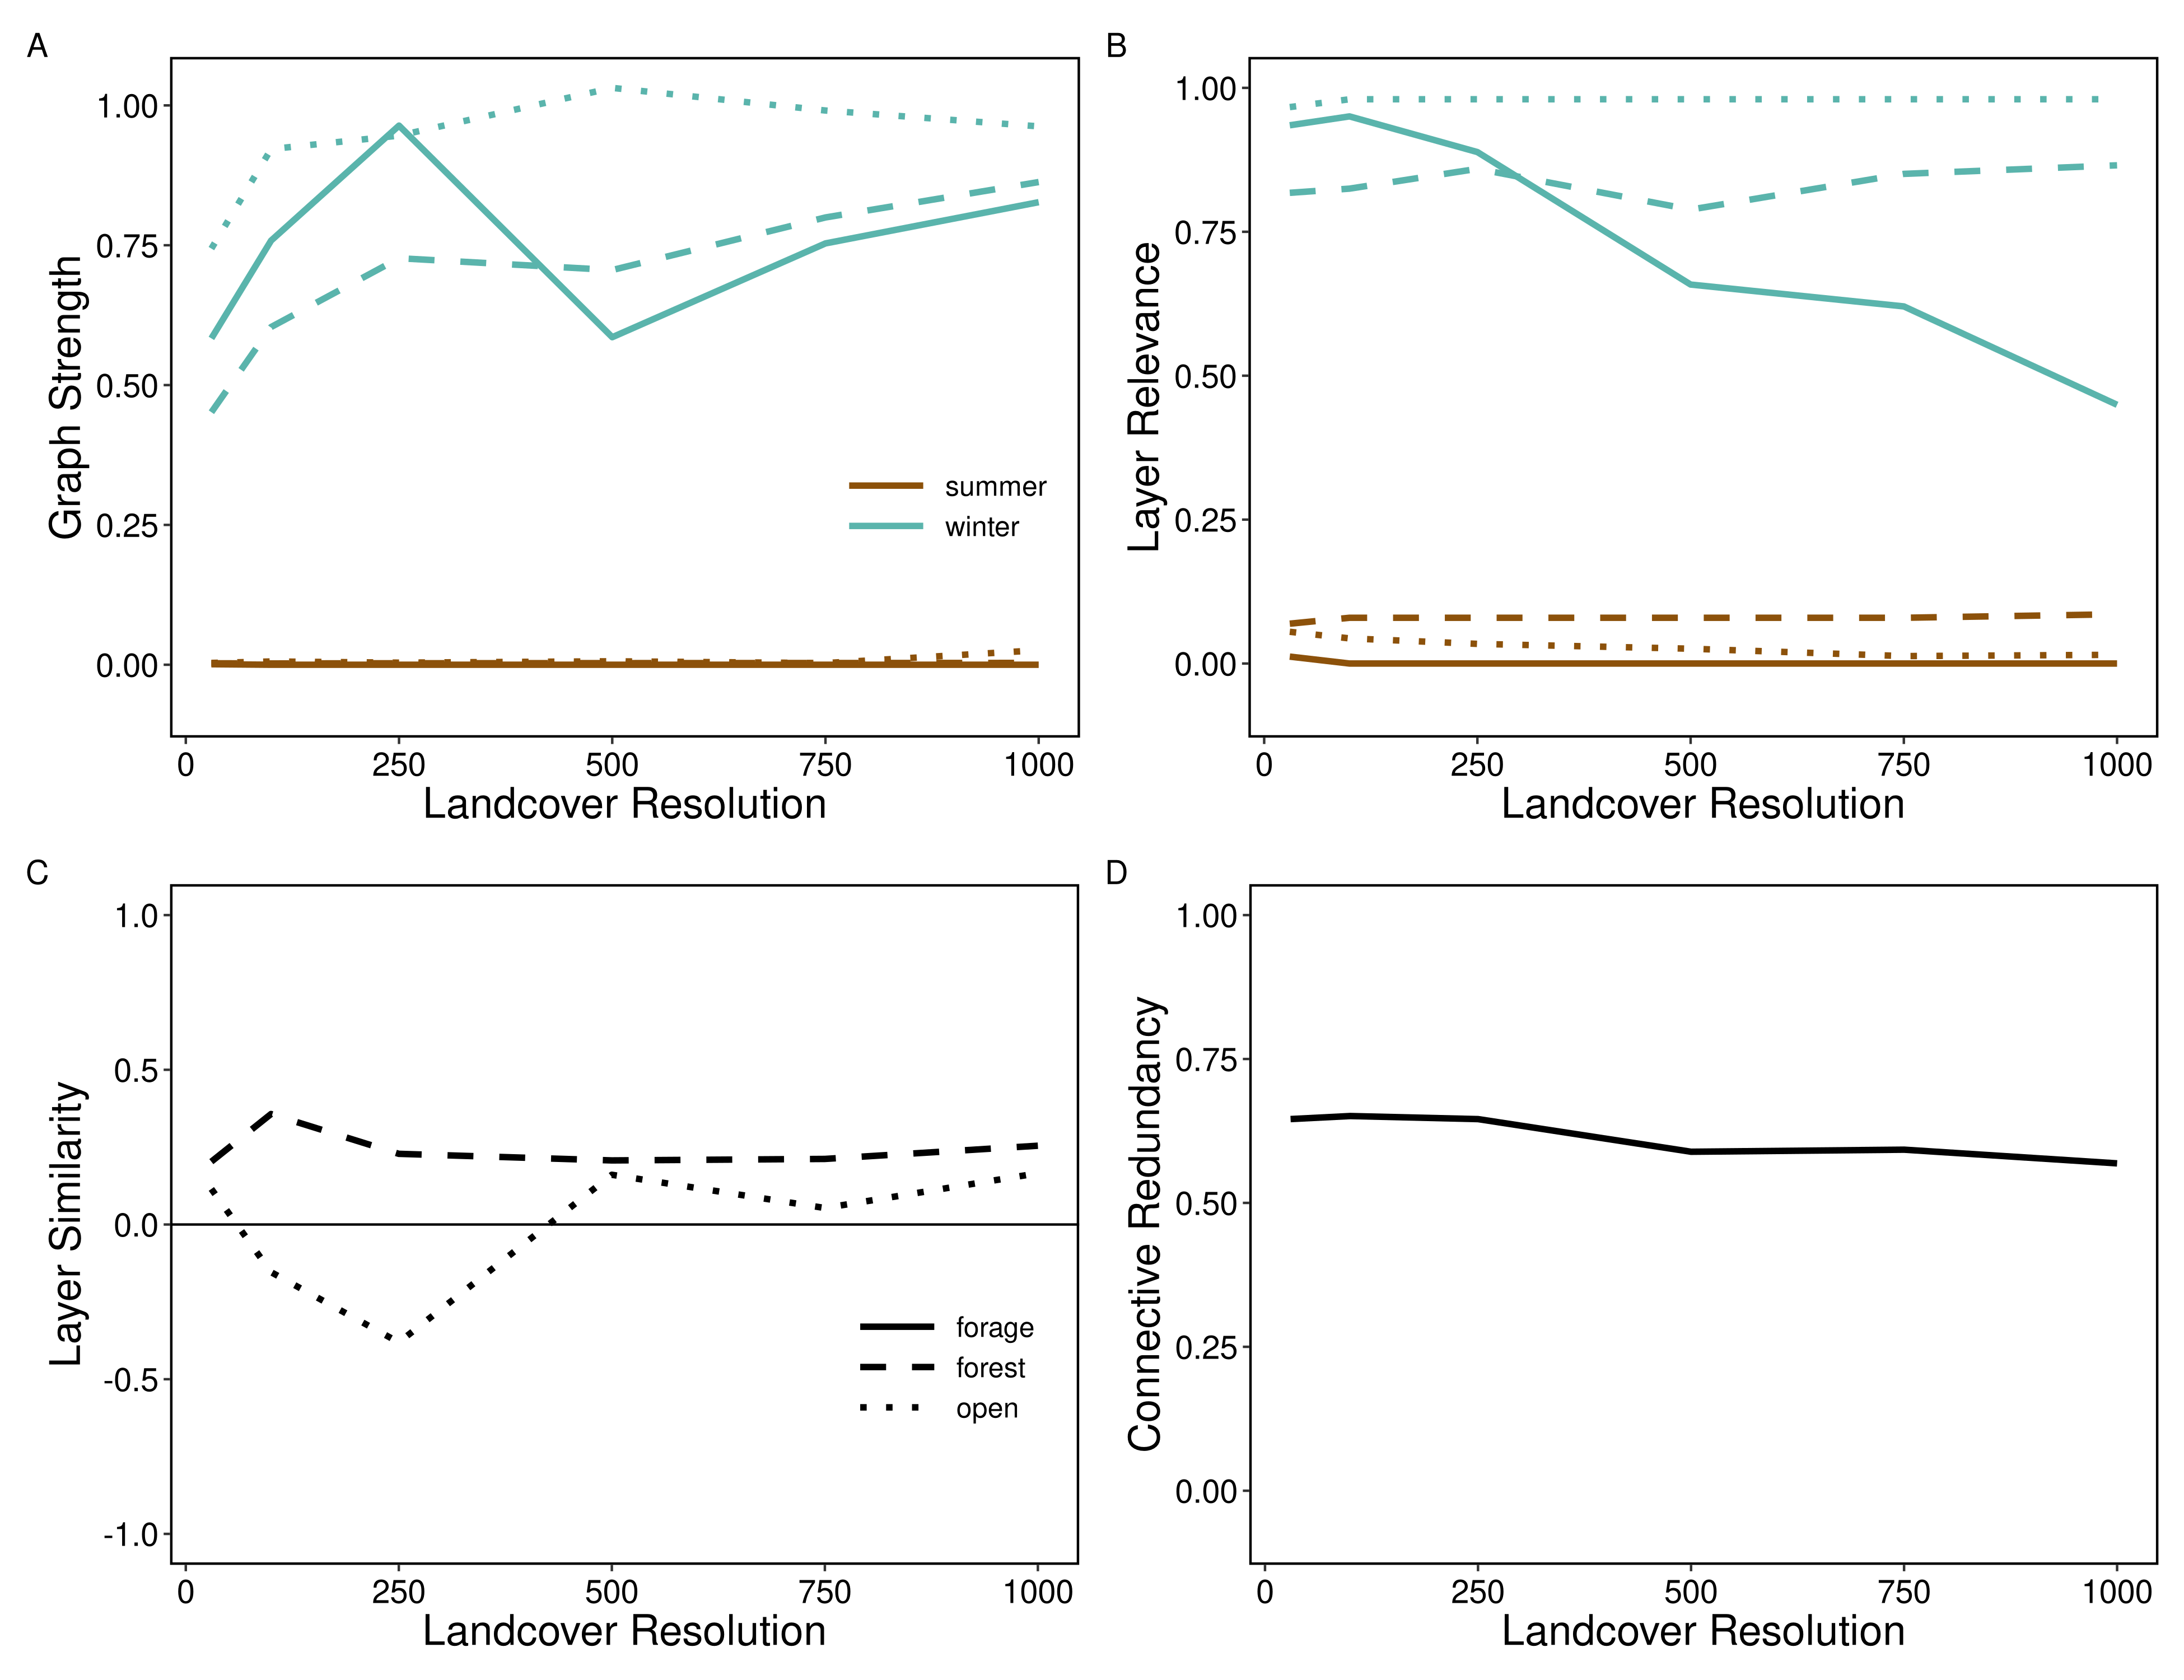 A
Graph Strength
1.00
0.75
0.50
0.25
0.00
summer
winter
0 250 500 750 1000
Landcover Resolution
B
Layer Relevance
1.00
0.75
0.50
0.25
0.00
0 250 500 750 1000
Landcover Resolution
C
Layer Similarity
1.0
0.5
0.0
-0.5
-1.0
forage
forest
open
0 250 500 750 1000
Landcover Resolution
D
Connective Redundancy
1.00
0.75
0.50
0.25
0.00
0 250 500 750 1000
Landcover Resolution